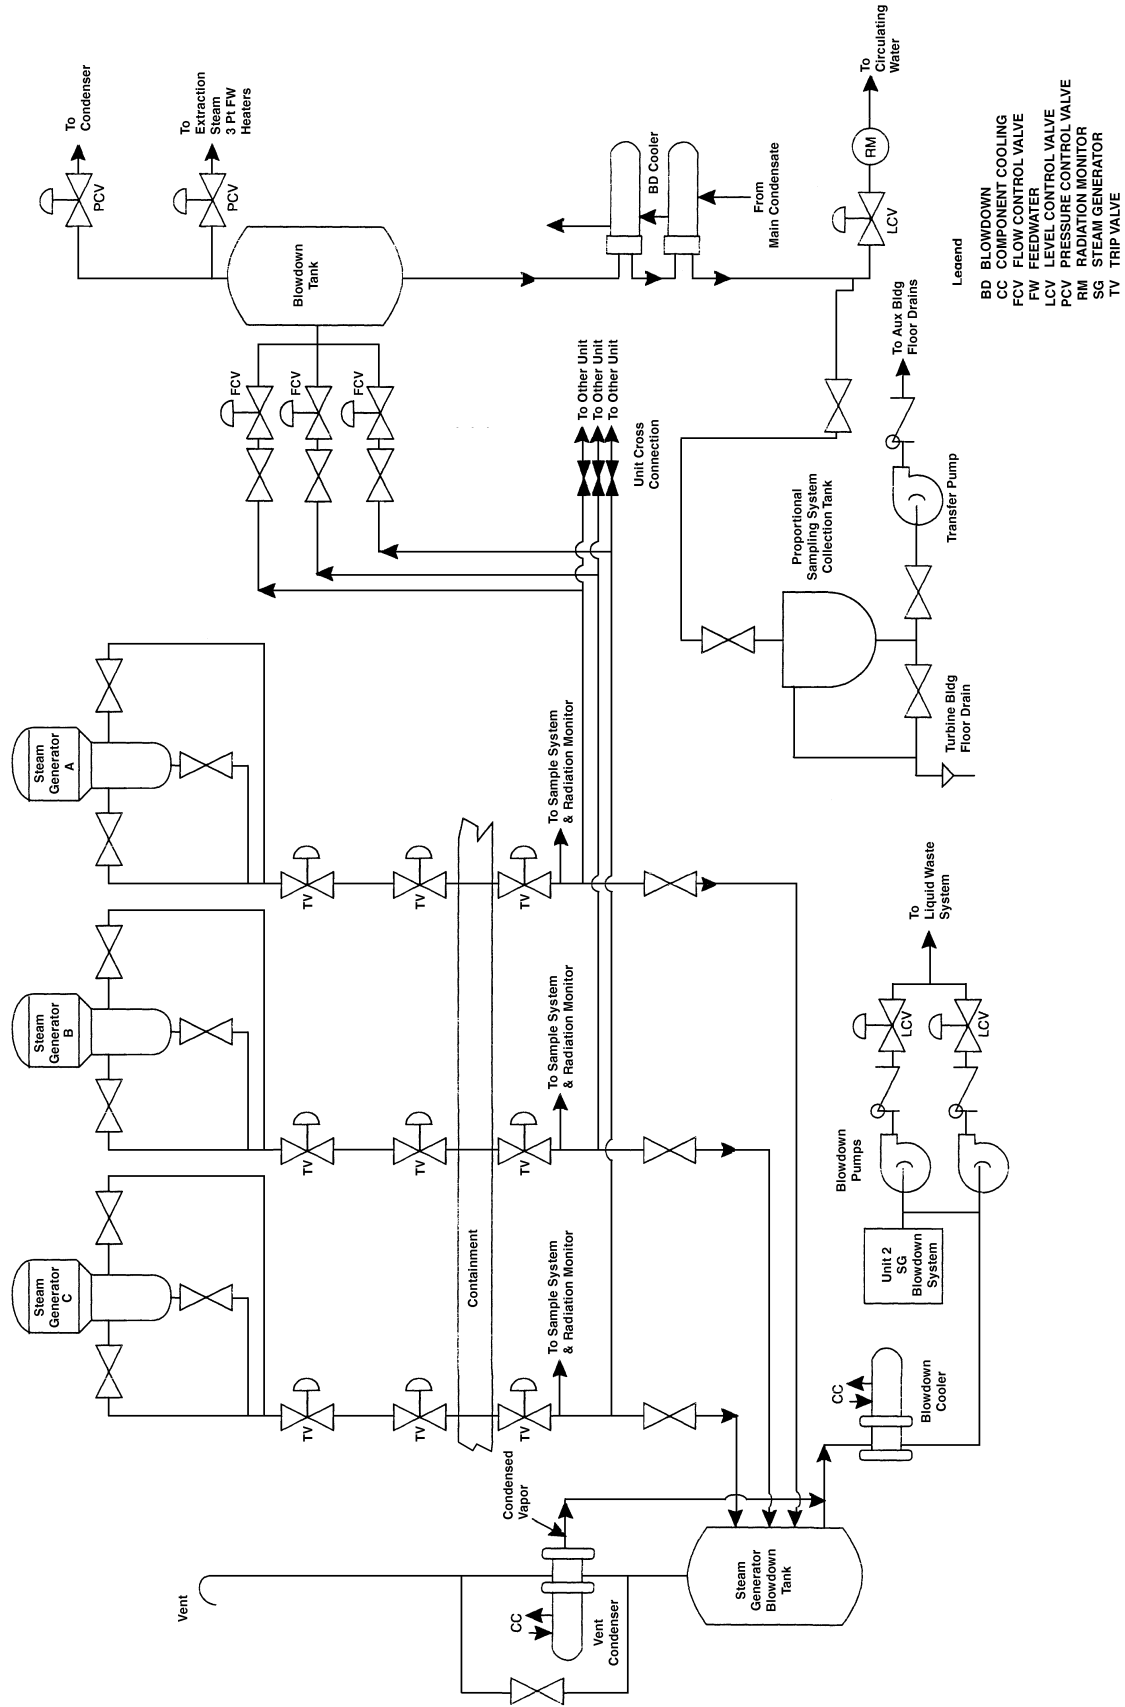 To
Condenser
PCV
To
Extraction
Steam
3 Pt FW
Heaters
PCV
Blowdown
Tank
FCV
FCV
FCV
BD Cooler
From
Main Condensate
To
Circulating
Water
RM
LCV
To Other Unit
To Other Unit
To Other Unit
Unit Cross
Connection
To Aux Bldg
Floor Drains
Transfer Pump
Proportional
Sampling System
Collection Tank
Turbine Bldg
Floor Drain
Legend
BD BLOWDOWN
CC COMPONENT COOLING
FCV FLOW CONTROL VALVE
FW FEEDWATER
LCV LEVEL CONTROL VALVE
PCV PRESSURE CONTROL VALVE
RM RADIATION MONITOR
SG STEAM GENERATOR
TV TRIP VALVE
Steam
Generator
A
TV
TV
TV
To Sample System
& Radiation Monitor
Steam
Generator
B
TV
TV
TV
To Sample System
& Radiation Monitor
Steam
Generator
C
TV
TV
TV
To Sample System
& Radiation Monitor
Containment
To
Liquid Waste
System
LCV
LCV
Blowdown
Pumps
Unit 2
SG
Blowdown
System
CC
Blowdown
Cooler
Condensed
Vapor
Vent
CC
Vent
Condenser
Steam
Generator
Blowdown
Tank